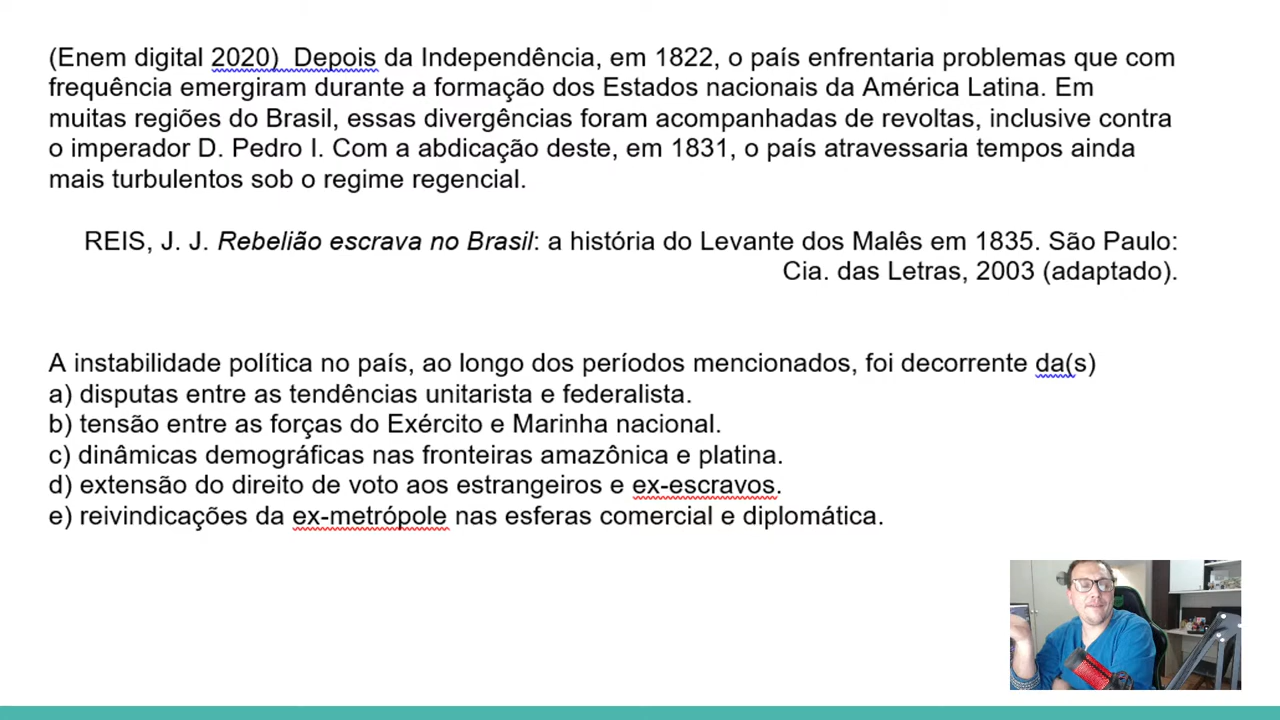 (Enem digital 2020)  Depois da Independência, em 1822, o país enfrentaria problemas que com
frequência emergiram durante a formação dos Estados nacionais da América Latina. Em
muitas regiões do Brasil, essas divergências foram acompanhadas de revoltas, inclusive contra
o imperador D. Pedro I. Com a abdicação deste, em 1831, o país atravessaria tempos ainda
mais turbulentos sob o regime regencial.
REIS, J. J. Rebelião escrava no Brasil: a história do Levante dos Malês em 1835. São Paulo:
Cia. das Letras, 2003 (adaptado).
A instabilidade política no país, ao longo dos períodos mencionados, foi decorrente da(s)
a) disputas entre as tendências unitarista e federalista.
b) tensão entre as forças do Exército e Marinha nacional.
c) dinâmicas demográficas nas fronteiras amazônica e platina.
d) extensão do direito de voto aos estrangeiros e ex-escravos.
e) reivindicações da ex-metrópole nas esferas comercial e diplomática.